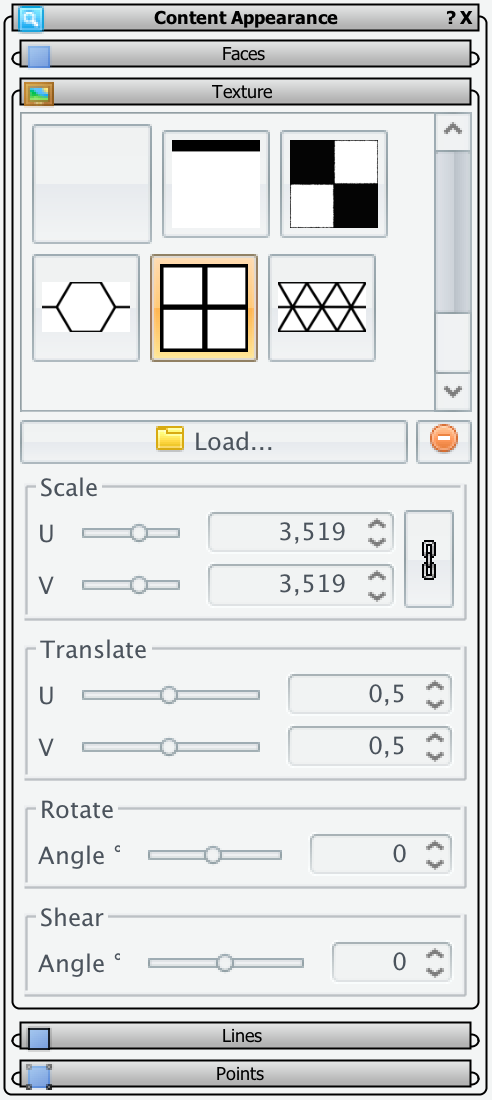 Content Appearance ? X
Faces
Texture
Load...
Scale
U 3,519
V 3,519
Translate
U 0,5
V 0,5
Rotate
Angle ° 0
Shear
Angle ° 0
Lines
Points